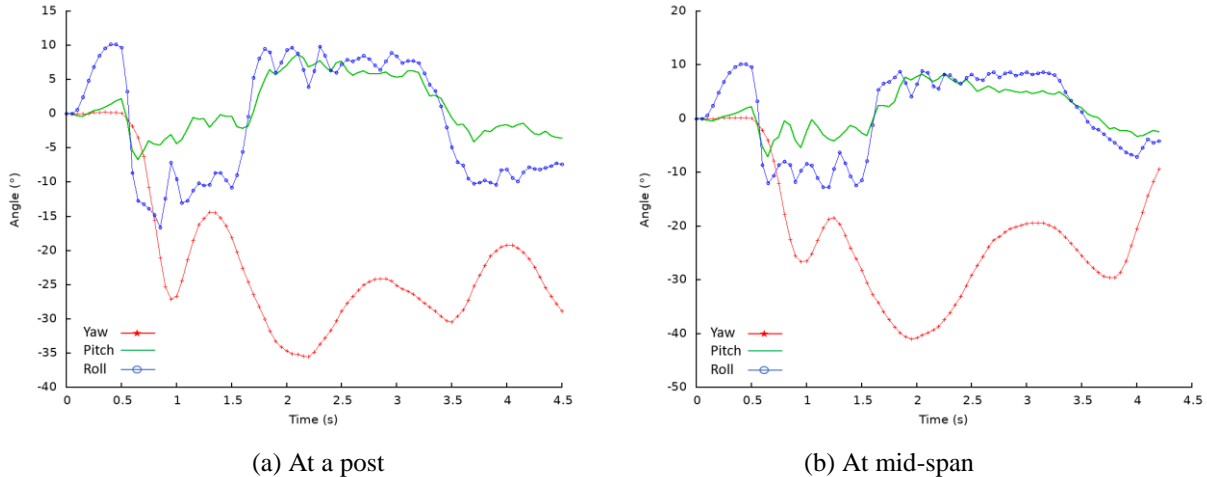 15
10
5
0
-5
-10
-15
-20
-25
-30
-35
-40
Angle (°)
Yaw
Pitch
Roll
0 0.5 1 1.5 2 2.5 3 3.5 4 4.5
Time (s)
(a) At a post
20
10
0
-10
-20
-30
-40
-50
Angle (°)
Yaw
Pitch
Roll
0 0.5 1 1.5 2 2.5 3 3.5 4 4.5
Time (s)
(b) At mid-span